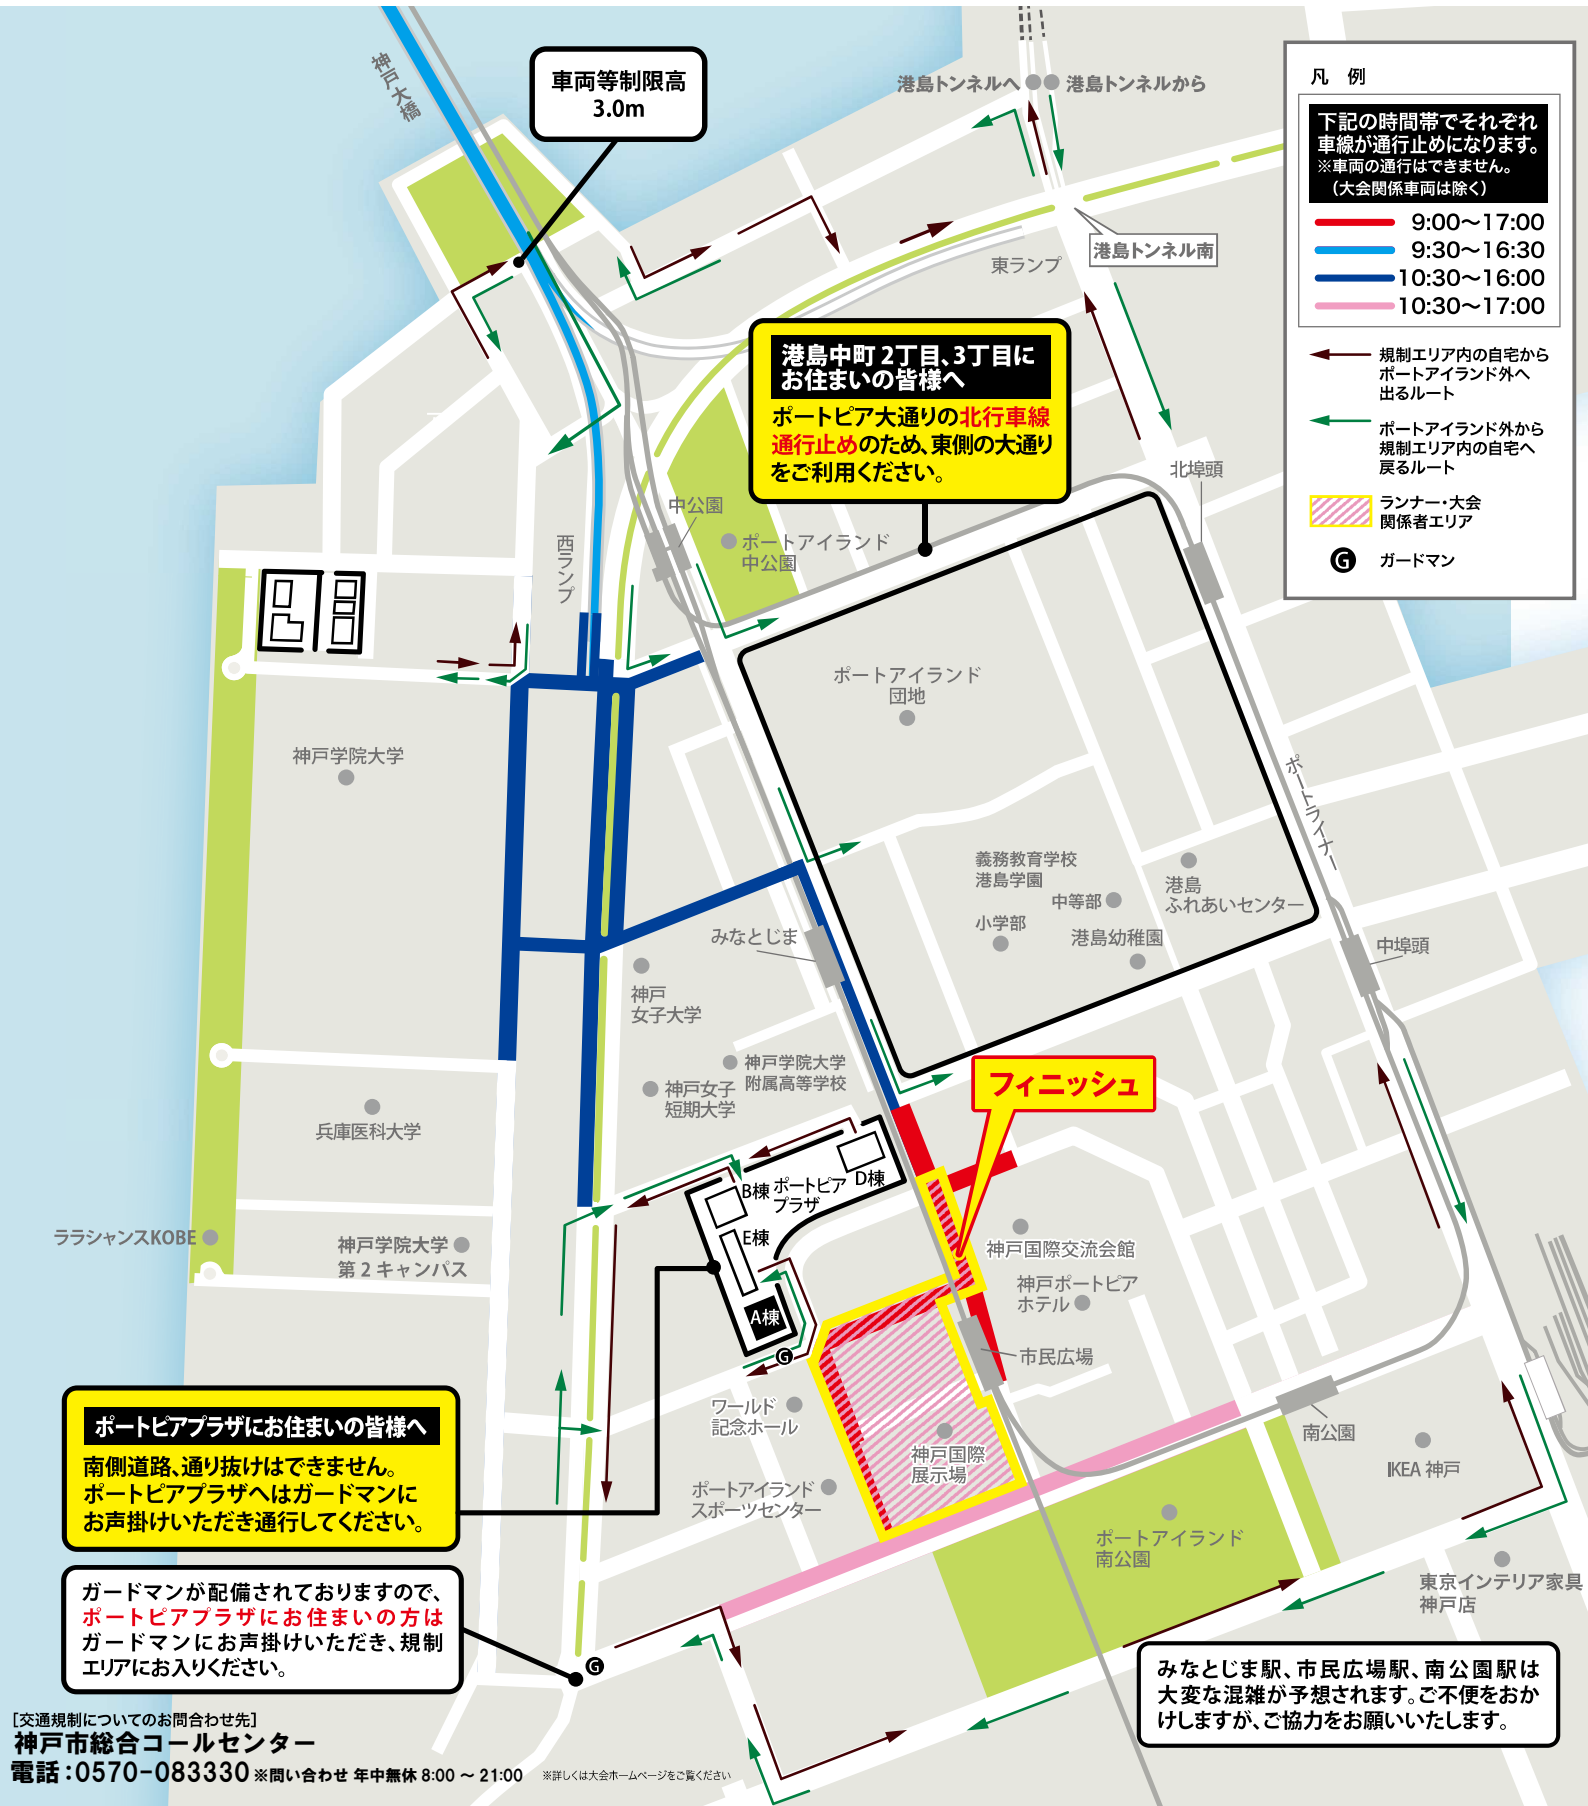 神戸大橋
車両等制限高
3.0m
港島トンネルへ
港島トンネルから
港島トンネル南
東ランプ
凡 例
下記の時間帯でそれぞれ
車線が通行止めになります。
※車両の通行はできません。
(大会関係車両は除く)
9:00〜17:00
9:30〜16:30
10:30〜16:00
10:30〜17:00
規制エリア内の自宅から
ポートアイランド外へ
出るルート
ポートアイランド外から
規制エリア内の自宅へ
戻るルート
ランナー・大会
関係者エリア
G
ガードマン
港島中町 2丁目、3丁目に
お住まいの皆様へ
ポートピア大通りの北行車線
通行止めのため、東側の大通り
をご利用ください。
北埠頭
中公園
ポートアイランド
中公園
西ランプ
ポートアイランド
団地
神戸学院大学
ポートライナー
義務教育学校
港島学園
中等部
小学部
港島
ふれあいセンター
港島幼稚園
みなとじま
中埠頭
神戸
女子大学
神戸学院大学
附属高等学校
神戸女子
短期大学
フィニッシュ
兵庫医科大学
B棟
ポートピア
プラザ
D棟
E棟
A棟
G
ララシャンスKOBE
神戸学院大学
第2キャンパス
神戸国際交流会館
神戸ポートピア
ホテル
市民広場
ワールド
記念ホール
神戸国際
展示場
南公園
IKEA 神戸
ポートアイランド
スポーツセンター
ポートアイランド
南公園
東京インテリア家具
神戸店
ポートピアプラザにお住まいの皆様へ
南側道路、通り抜けはできません。
ポートピアプラザへはガードマンに
お声掛けいただき通行してください。
ガードマンが配備されておりますので、
ポートピアプラザにお住まいの方は
ガードマンにお声掛けいただき、規制
エリアにお入りください。
G
みなとじま駅、市民広場駅、南公園駅は
大変な混雑が予想されます。ご不便をおか
けしますが、ご協力をお願いいたします。
[交通規制についてのお問合わせ先]
神戸市総合コールセンター
電話:0570-083330 ※問い合わせ 年中無休 8:00 〜 21:00
※詳しくは大会ホームページをご覧ください